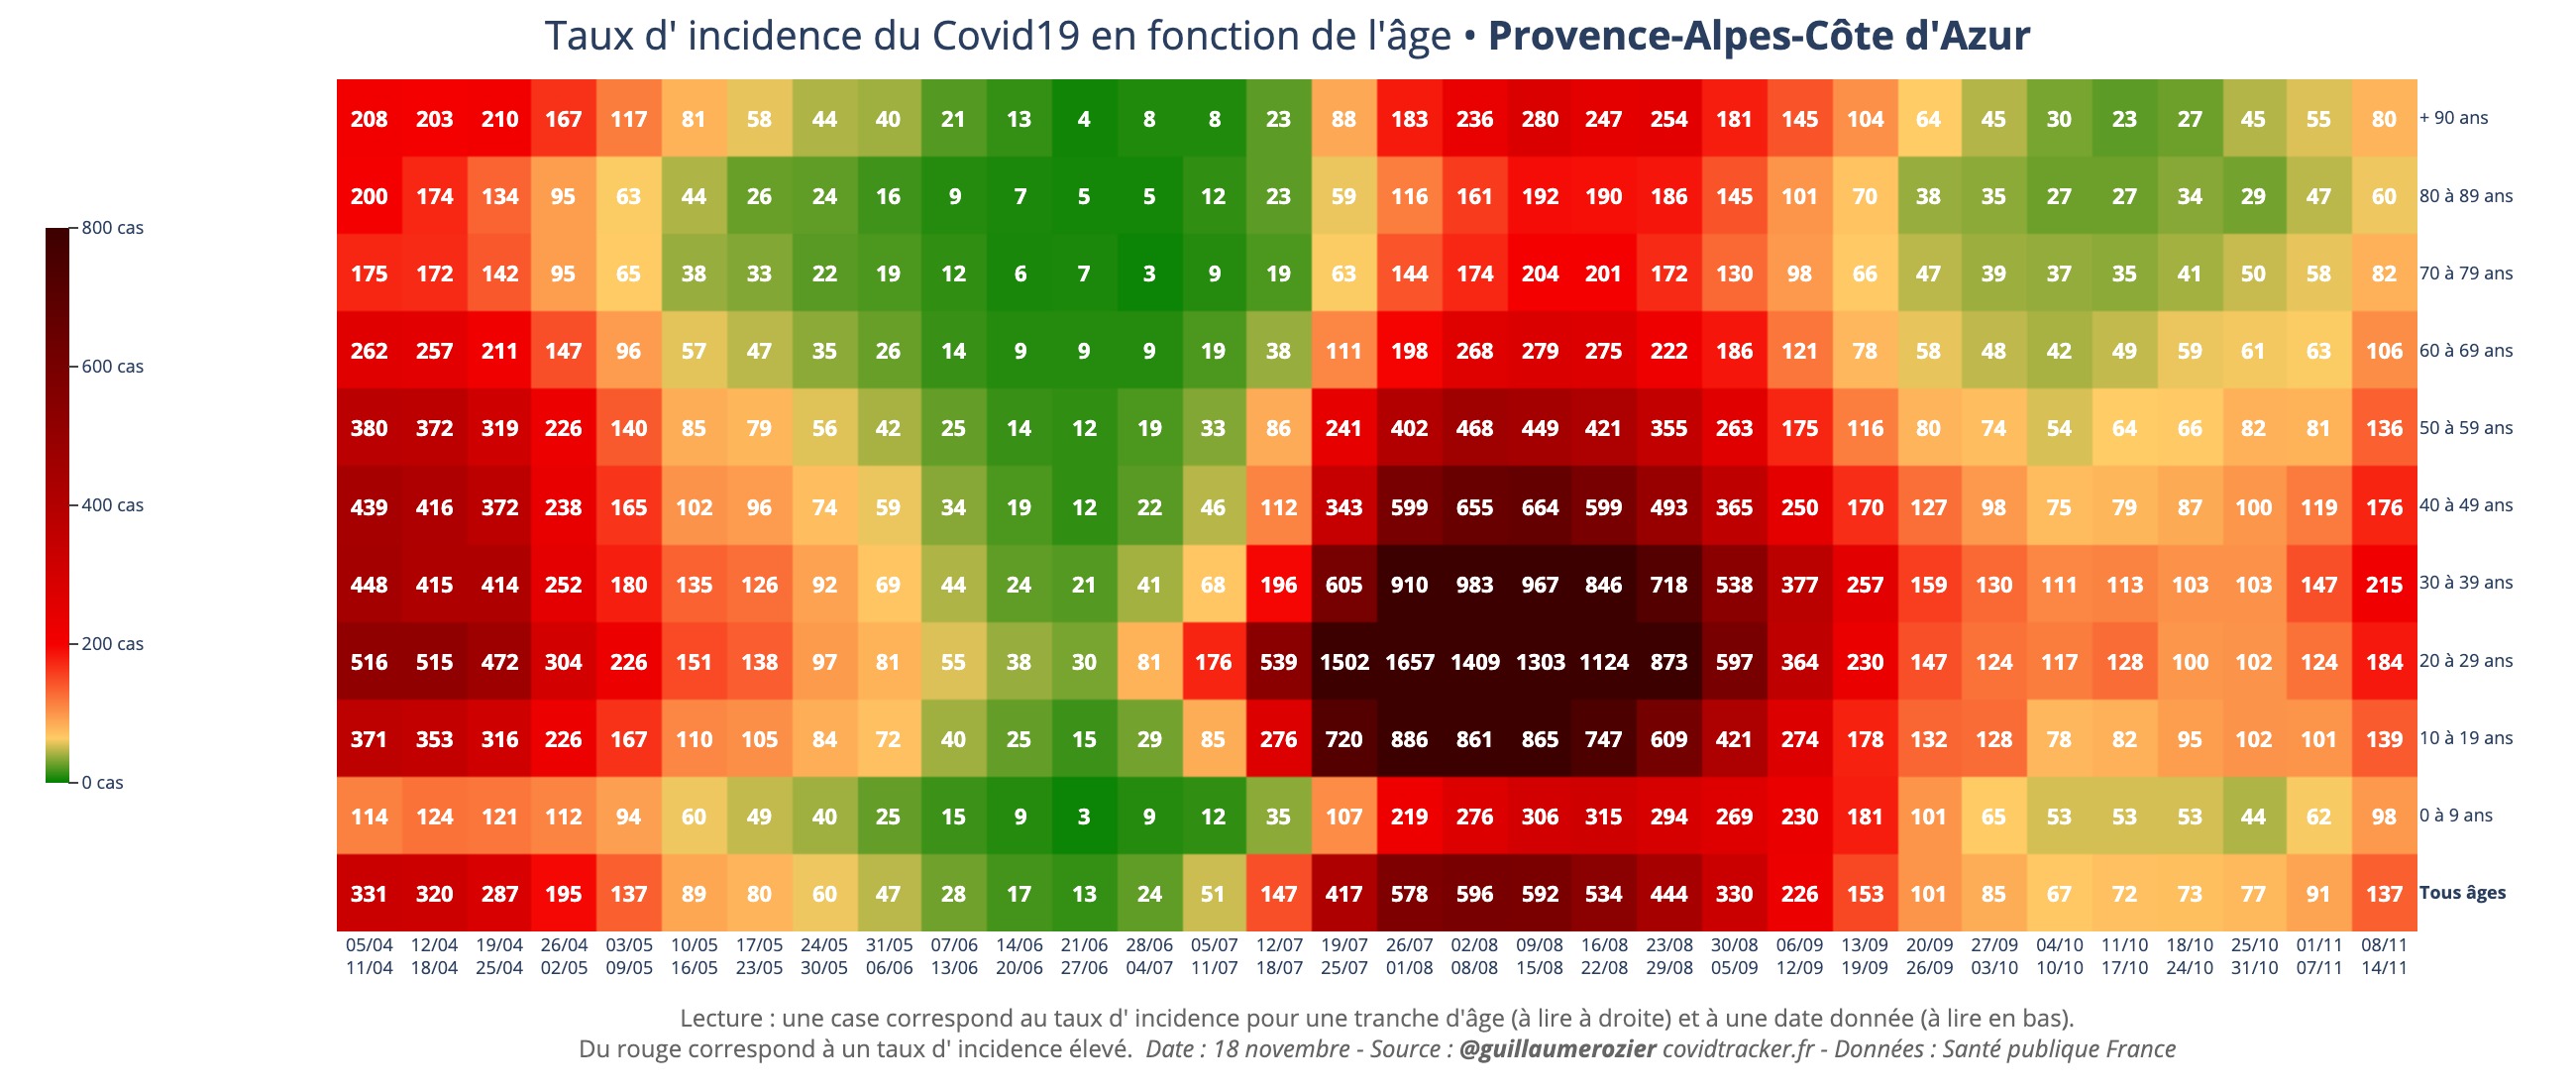 Taux d' incidence du Covid19 en fonction de l'âge • Provence-Alpes-Côte d'Azur
208 203 210 167 117 81 58 44 40 21 13 4 8 8 23 88 183 236 280 247 254 181 145 104 64 45 30 23 27 45 55 80 + 90 ans
200 174 134 95 63 44 26 24 16 9 7 5 5 12 23 59 116 161 192 190 186 145 101 70 38 35 27 27 34 29 47 60 80 à 89 ans
800 cas
175 172 142 95 65 38 33 22 19 12 6 7 3 9 19 63 144 174 204 201 172 130 98 66 47 39 37 35 41 50 58 82 70 à 79 ans
262 257 211 147 96 57 47 35 26 14 9 9 9 19 38 111 198 268 279 275 222 186 121 78 58 48 42 49 59 61 63 106 60 à 69 ans
600 cas
380 372 319 226 140 85 79 56 42 25 14 12 19 33 86 241 402 468 449 421 355 263 175 116 80 74 54 64 66 82 81 136 50 à 59 ans
400 cas
439 416 372 238 165 102 96 74 59 34 19 12 22 46 112 343 599 655 664 599 493 365 250 170 127 98 75 79 87 100 119 176 40 à 49 ans
448 415 414 252 180 135 126 92 69 44 24 21 41 68 196 605 910 983 967 846 718 538 377 257 159 130 111 113 103 103 147 215 30 à 39 ans
200 cas
516 515 472 304 226 151 138 97 81 55 38 30 81 176 539 1502 1657 1409 1303 1124 873 597 364 230 147 124 117 128 100 102 124 184 20 à 29 ans
371 353 316 226 167 110 105 84 72 40 25 15 29 85 276 720 886 861 865 747 609 421 274 178 132 128 78 82 95 102 101 139 10 à 19 ans
0 cas
114 124 121 112 94 60 49 40 25 15 9 3 9 12 35 107 219 276 306 315 294 269 230 181 101 65 53 53 53 44 62 98 0 à 9 ans
331 320 287 195 137 89 80 60 47 28 17 13 24 51 147 417 578 596 592 534 444 330 226 153 101 85 67 72 73 77 91 137 Tous âges
05/04 12/04 19/04 26/04 03/05 10/05 17/05 24/05 31/05 07/06 14/06 21/06 28/06 05/07 12/07 19/07 26/07 02/08 09/08 16/08 23/08 30/08 06/09 13/09 20/09 27/09 04/10 11/10 18/10 25/10 01/11 08/11
11/04 18/04 25/04 02/05 09/05 16/05 23/05 30/05 06/06 13/06 20/06 27/06 04/07 11/07 18/07 25/07 01/08 08/08 15/08 22/08 29/08 05/09 12/09 19/09 26/09 03/10 10/10 17/10 24/10 31/10 07/11 14/11
Lecture : une case correspond au taux d' incidence pour une tranche d'âge (à lire à droite) et à une date donnée (à lire en bas).
Du rouge correspond à un taux d' incidence élevé. Date : 18 novembre - Source : @guillaumerozier covidtracker.fr - Données : Santé publique France